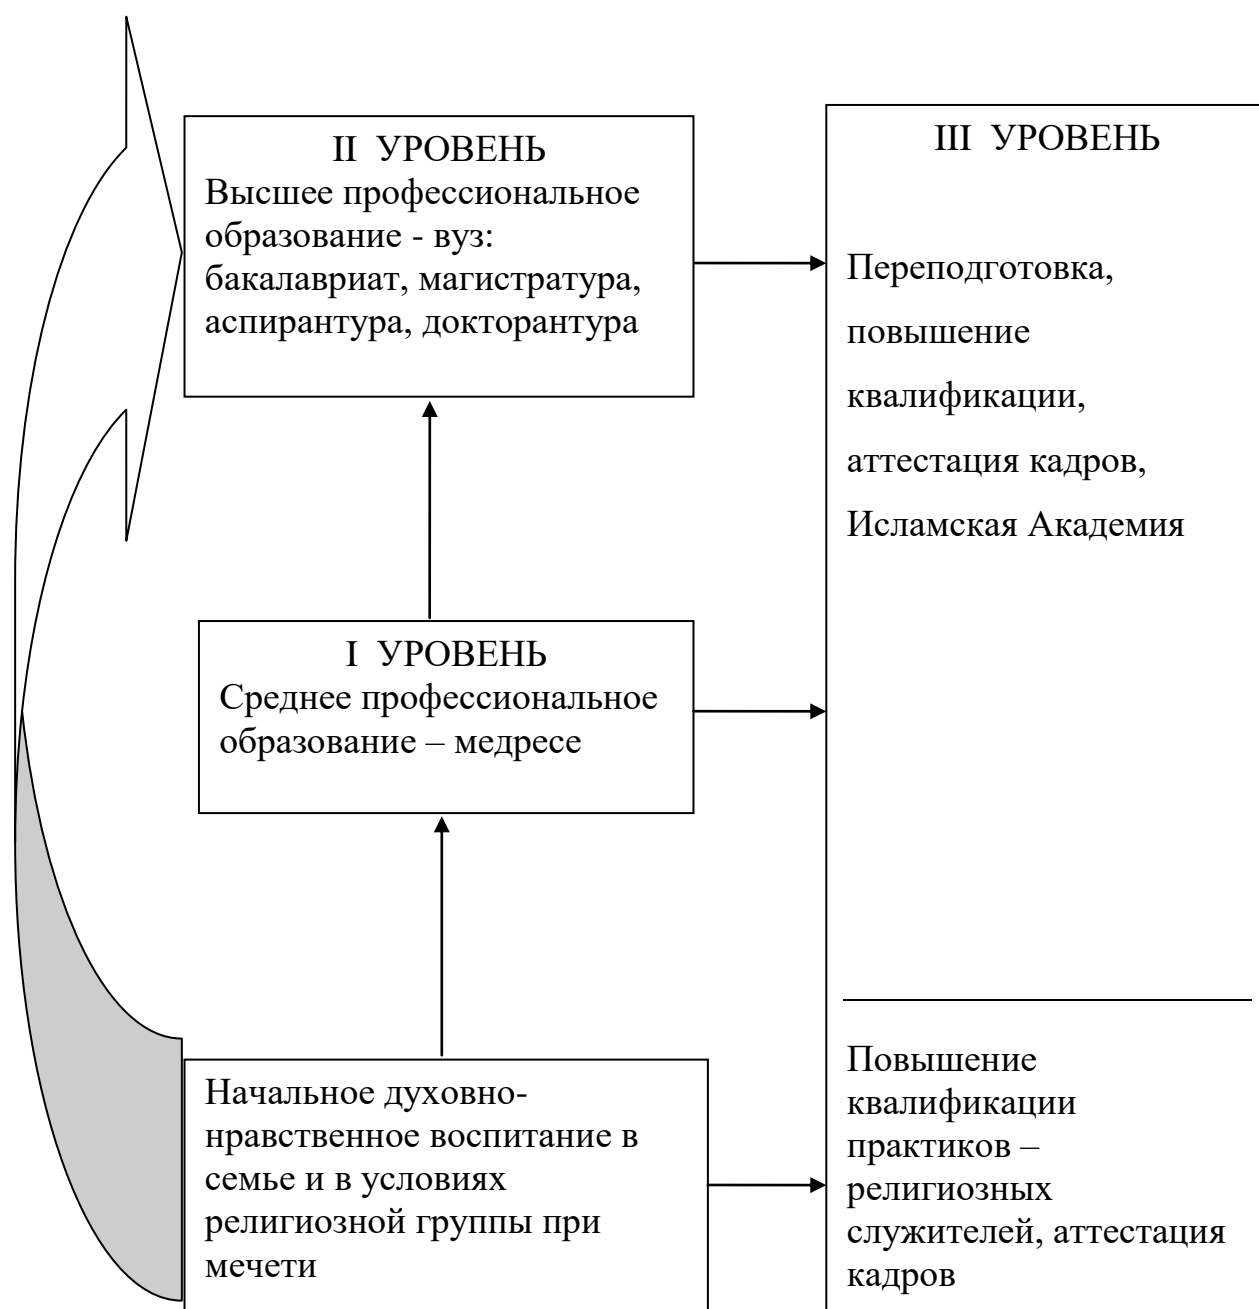 II УРОВЕНЬ
Высшее профессиональное
образование - вуз:
бакалавриат, магистратура,
аспирантура, докторантура
III УРОВЕНЬ
Переподготовка,
повышение
квалификации,
аттестация кадров,
Исламская Академия
I УРОВЕНЬ
Среднее профессиональное
образование – медресе
Начальное духовно-
нравственное воспитание в
семье и в условиях
религиозной группы при
мечети
Повышение
квалификации
практиков –
религиозных
служителей, аттестация
кадров